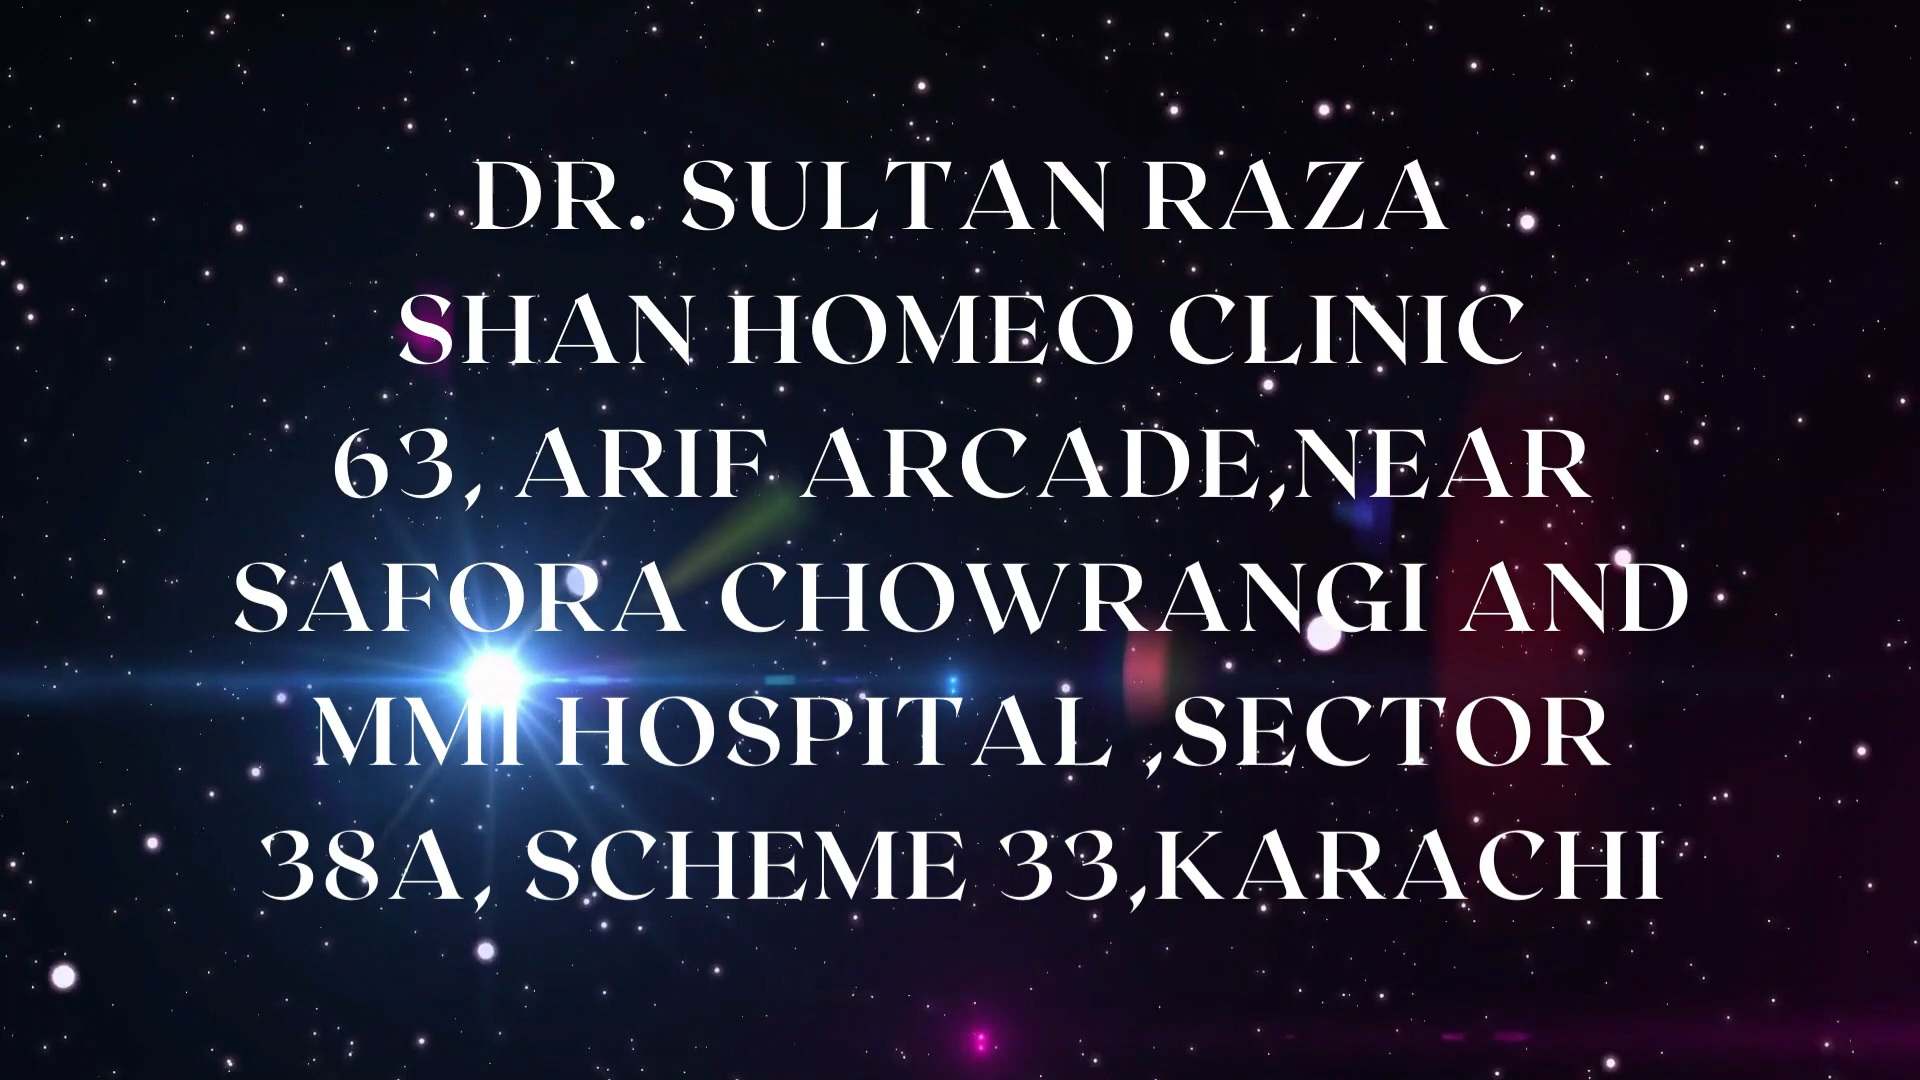 DR. SULTAN RAZA
SHAN HOMEO CLINIC
63, ARIF ARCADE,NEAR
SAFORA CHOWRANGI AND
MMI HOSPITAL ,SECTOR
38A, SCHEME 33,KARACHI